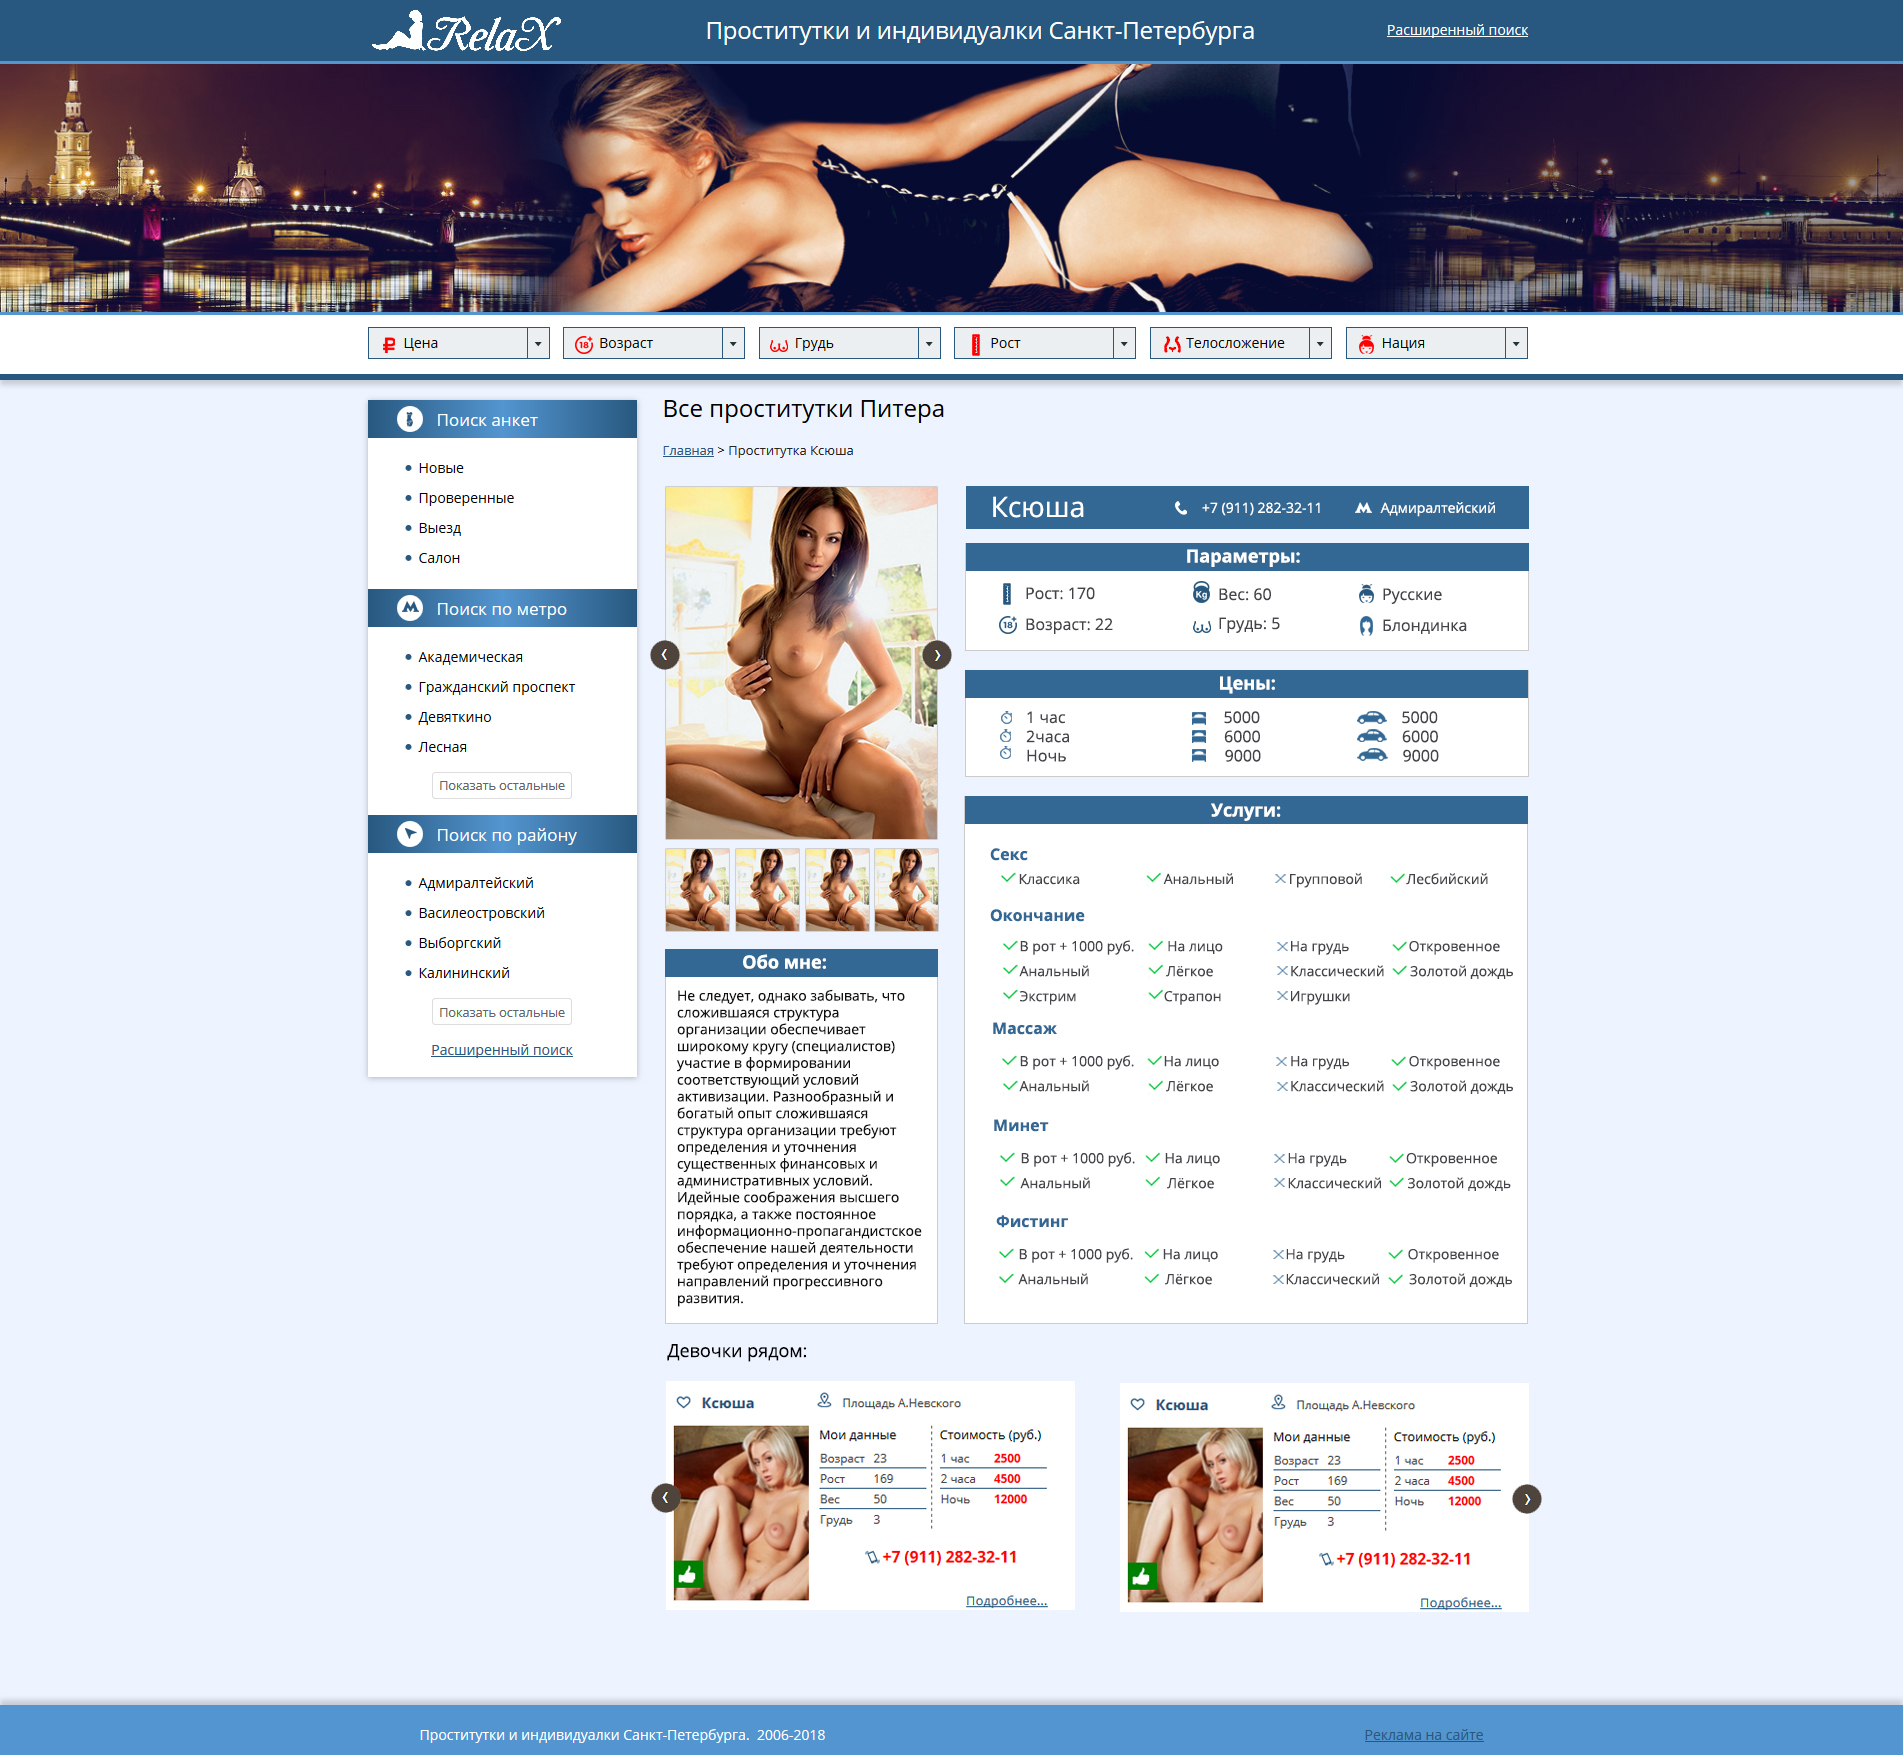 RelaX
Проститутки и индивидуалки Санкт-Петербурга
Расширенный поиск
Цена
Возраст
Грудь
Рост
Телосложение
Нация
Поиск анкет
Новые
Проверенные
Выезд
Салон
Поиск по метро
Академическая
Гражданский проспект
Девяткино
Лесная
Показать остальные
Поиск по району
Адмиралтейский
Василеостровский
Выборгский
Калининский
Показать остальные
Расширенный поиск
Все проститутки Питера
Главная > Проститутка Ксюша
Обо мне:
Не следует, однако забывать, что
сложившаяся структура
организации обеспечивает
широкому кругу (специалистов)
участие в формировании
соответствующий условий
активизации. Разнообразный и
богатый опыт сложившаяся
структура организации требуют
определения и уточнения
существенных финансовых и
административных условий.
Идейные соображения высшего
порядка, а также постоянное
информационно-пропагандистское
обеспечение нашей деятельности
требуют определения и уточнения
направлений прогрессивного
развития.
Ксюша +7 (911) 282-32-11 Адмиралтейский
Параметры:
Рост: 170 Вес: 60 Русские
Возраст: 22 Грудь: 5 Блондинка
Цены:
1 час 5000 5000
2часа 6000 6000
Ночь 9000 9000
Услуги:
Секс
Классика Анальный Групповой Лесбийский
Окончание
В рот + 1000 руб. На лицо На грудь Откровенное
Анальный Лёгкое Классический Золотой дождь
Экстрим Страпон Игрушки
Массаж
В рот + 1000 руб. На лицо На грудь Откровенное
Анальный Лёгкое Классический Золотой дождь
Минет
В рот + 1000 руб. На лицо На грудь Откровенное
Анальный Лёгкое Классический Золотой дождь
Фистинг
В рот + 1000 руб. На лицо На грудь Откровенное
Анальный Лёгкое Классический Золотой дождь
Девочки рядом:
Ксюша Площадь А.Невского
Мои данные Стоимость (руб.)
Возраст 23 1 час 2500
Рост 169 2 часа 4500
Вес 50 Ночь 12000
Грудь 3
+7 (911) 282-32-11
Подробнее...
Ксюша Площадь А.Невского
Мои данные Стоимость (руб.)
Возраст 23 1 час 2500
Рост 169 2 часа 4500
Вес 50 Ночь 12000
Грудь 3
+7 (911) 282-32-11
Подробнее...
Проститутки и индивидуалки Санкт-Петербурга. 2006-2018
Реклама на сайте